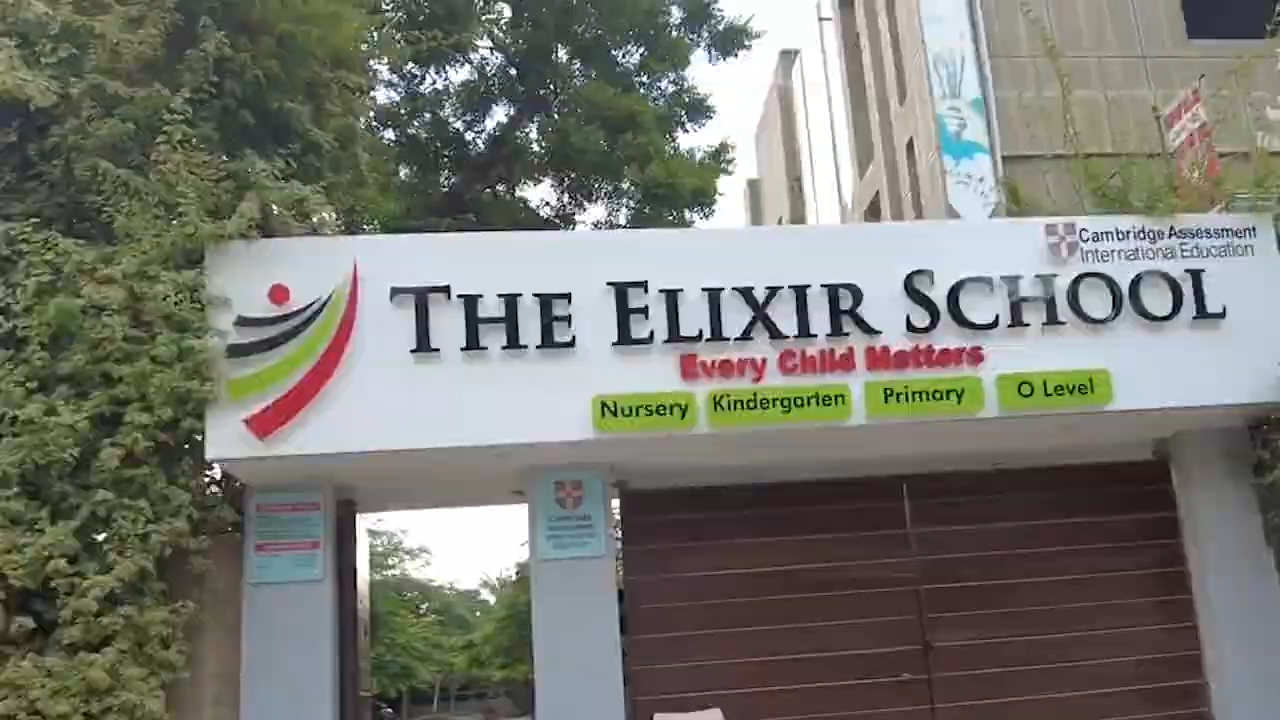 Cambridge Assessment
International Education
THE ELIXIR SCHOOL
Every Child Matters
Nursery Kindergarten Primary O Level